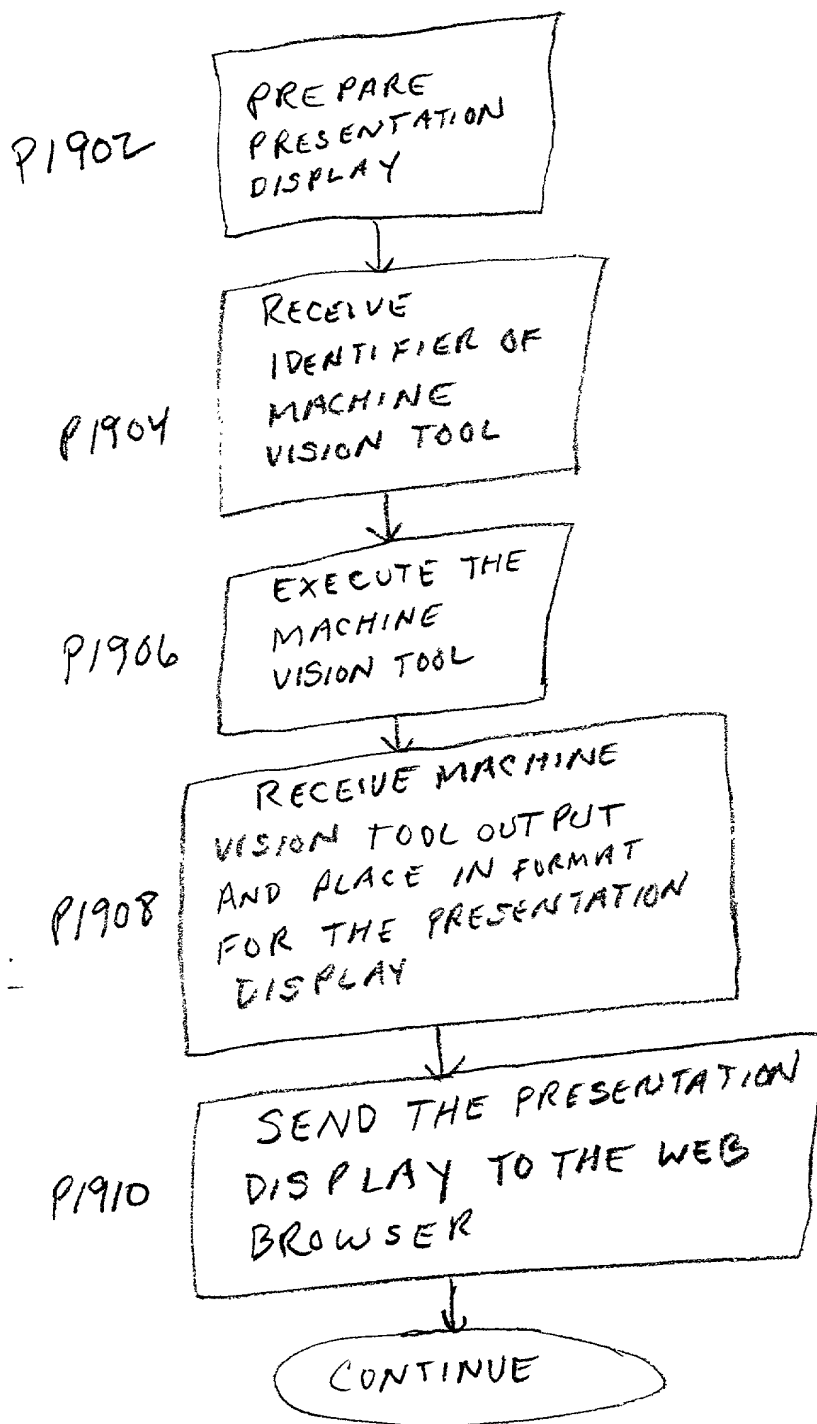 P1902
PREPARE
PRESENTATION
DISPLAY
P1904
RECEIVE
IDENTIFIER OF
MACHINE
VISION TOOL
P1906
EXECUTE THE
MACHINE
VISION TOOL
P1908
RECEIVE MACHINE
VISION TOOL OUTPUT
AND PLACE IN FORMAT
FOR THE PRESENTATION
DISPLAY
P1910
SEND THE PRESENTATION
DISPLAY TO THE WEB
BROWSER
CONTINUE